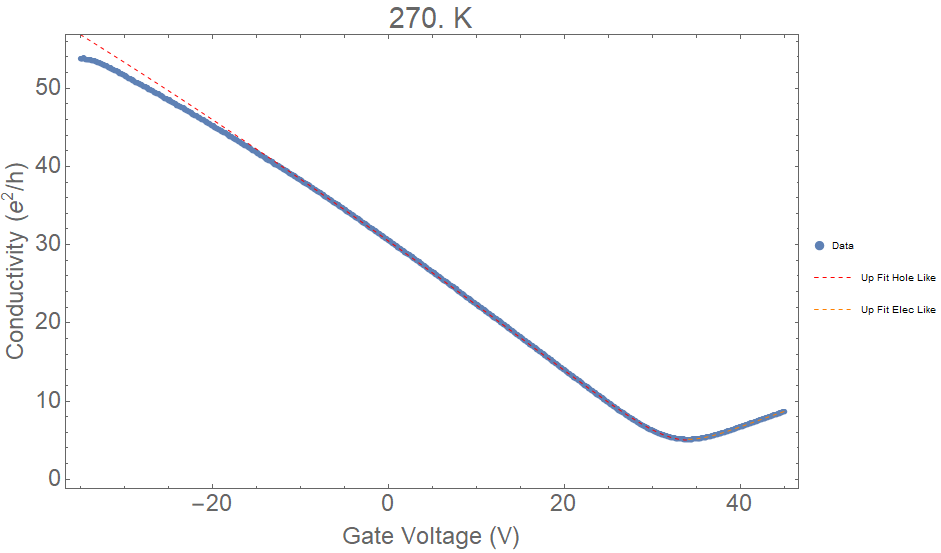 270. K
50
40
30
20
10
0
−20
0
20
40
Conductivity (e²/h)
Gate Voltage (V)
Data
Up Fit Hole Like
Up Fit Elec Like